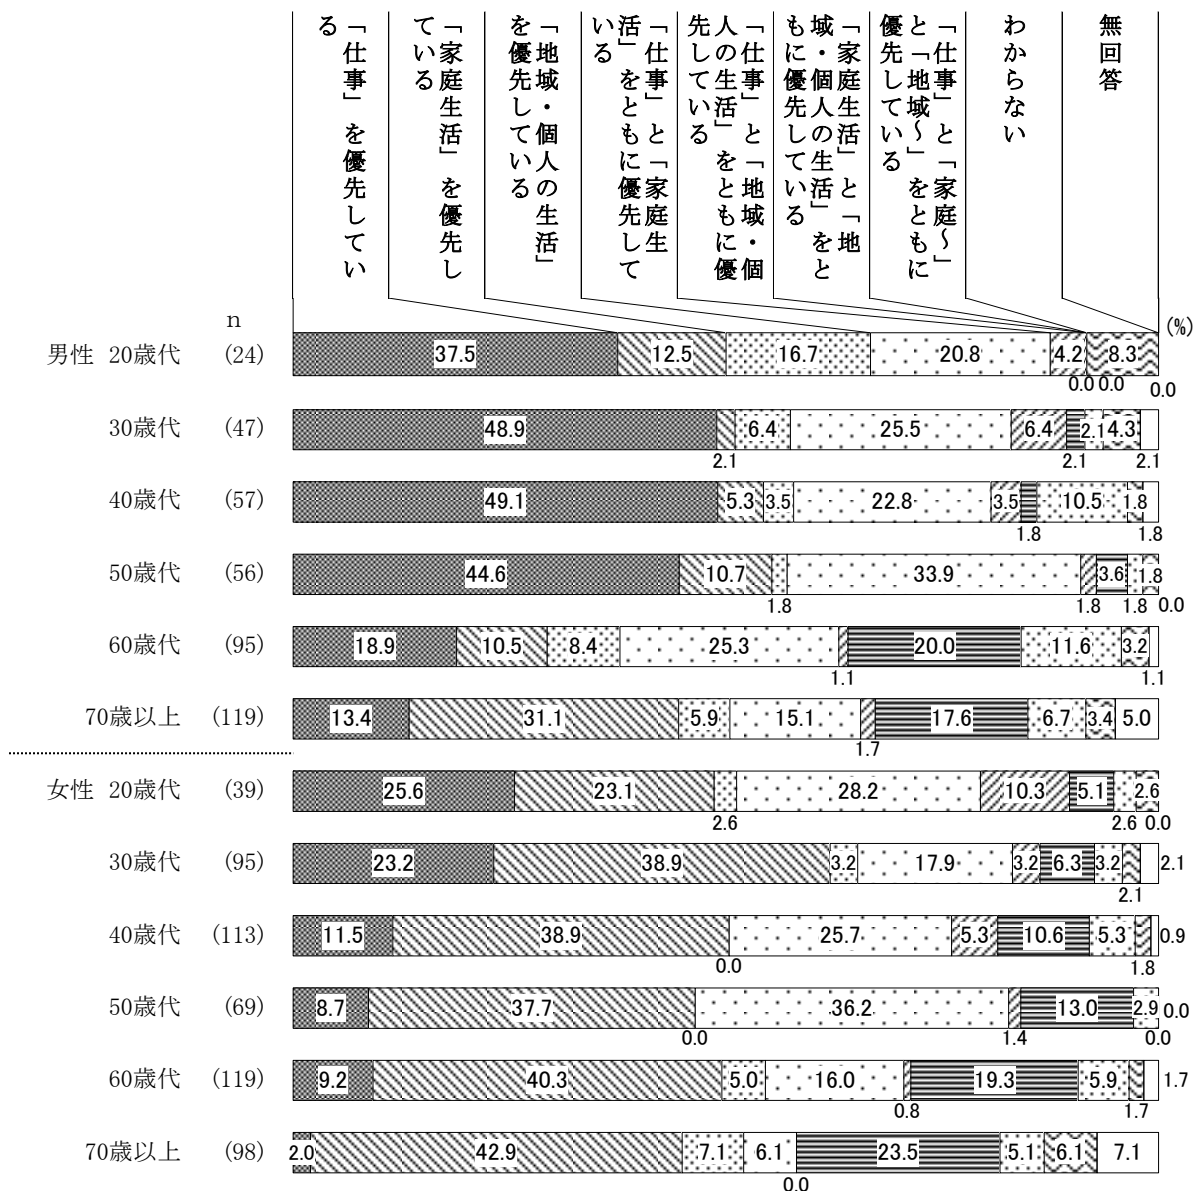 「仕事」を優先してい
る
「家庭生活」を優先し
ている
「地域・個人の生活」
を優先している
「仕事」と「家庭生
活」をともに優先して
いる
「仕事」と「地域・個
人の生活」をともに優
先している
「家庭生活」と「地
域・個人の生活」をと
もに優先している
「仕事」と「家庭～」
と「地域～」をともに
優先している
わからない
無回答
n
(%)
男性 20歳代 (24) 37.5 12.5 16.7 20.8 4.2 8.3
0.0 0.0 0.0
30歳代 (47) 48.9 6.4 25.5 6.4 2.1 4.3
2.1 2.1 2.1
40歳代 (57) 49.1 5.3 3.5 22.8 3.5 10.5 1.8
1.8 1.8
50歳代 (56) 44.6 10.7 33.9 3.6 1.8
1.8 1.8 1.8 0.0
60歳代 (95) 18.9 10.5 8.4 25.3 20.0 11.6 3.2
1.1 1.1
70歳以上 (119) 13.4 31.1 5.9 15.1 17.6 6.7 3.4 5.0
1.7
女性 20歳代 (39) 25.6 23.1 28.2 10.3 5.1 2.6
2.6 2.6 0.0
30歳代 (95) 23.2 38.9 3.2 17.9 3.2 6.3 3.2 2.1
2.1
40歳代 (113) 11.5 38.9 25.7 5.3 10.6 5.3 0.9
0.0 1.8
50歳代 (69) 8.7 37.7 36.2 13.0 2.9 0.0
0.0 1.4 0.0
60歳代 (119) 9.2 40.3 5.0 16.0 19.3 5.9 1.7
0.8 1.7
70歳以上 (98) 2.0 42.9 7.1 6.1 23.5 5.1 6.1 7.1
0.0